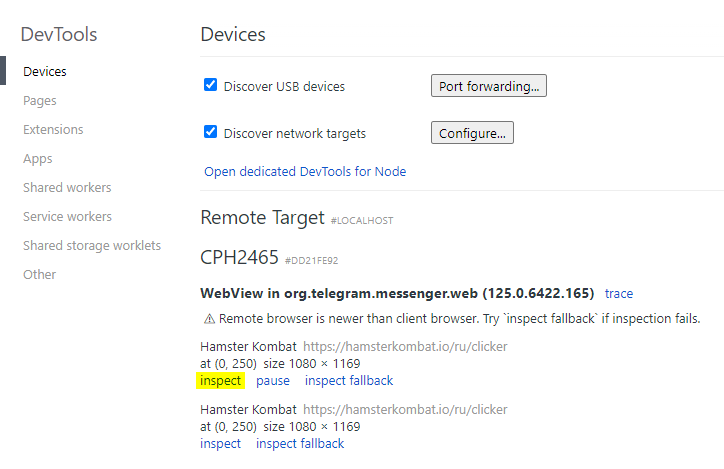 DevTools
Devices
Pages
Extensions
Apps
Shared workers
Service workers
Shared storage worklets
Other
Devices
Discover USB devices Port forwarding...
Discover network targets Configure...
Open dedicated DevTools for Node
Remote Target #LOCALHOST
CPH2465 #DD21FE92
WebView in org.telegram.messenger.web (125.0.6422.165) trace
⚠ Remote browser is newer than client browser. Try `inspect fallback` if inspection fails.
Hamster Kombat https://hamsterkombat.io/ru/clicker
at (0, 250) size 1080 × 1169
inspect pause inspect fallback
Hamster Kombat https://hamsterkombat.io/ru/clicker
at (0, 250) size 1080 × 1169
inspect inspect fallback